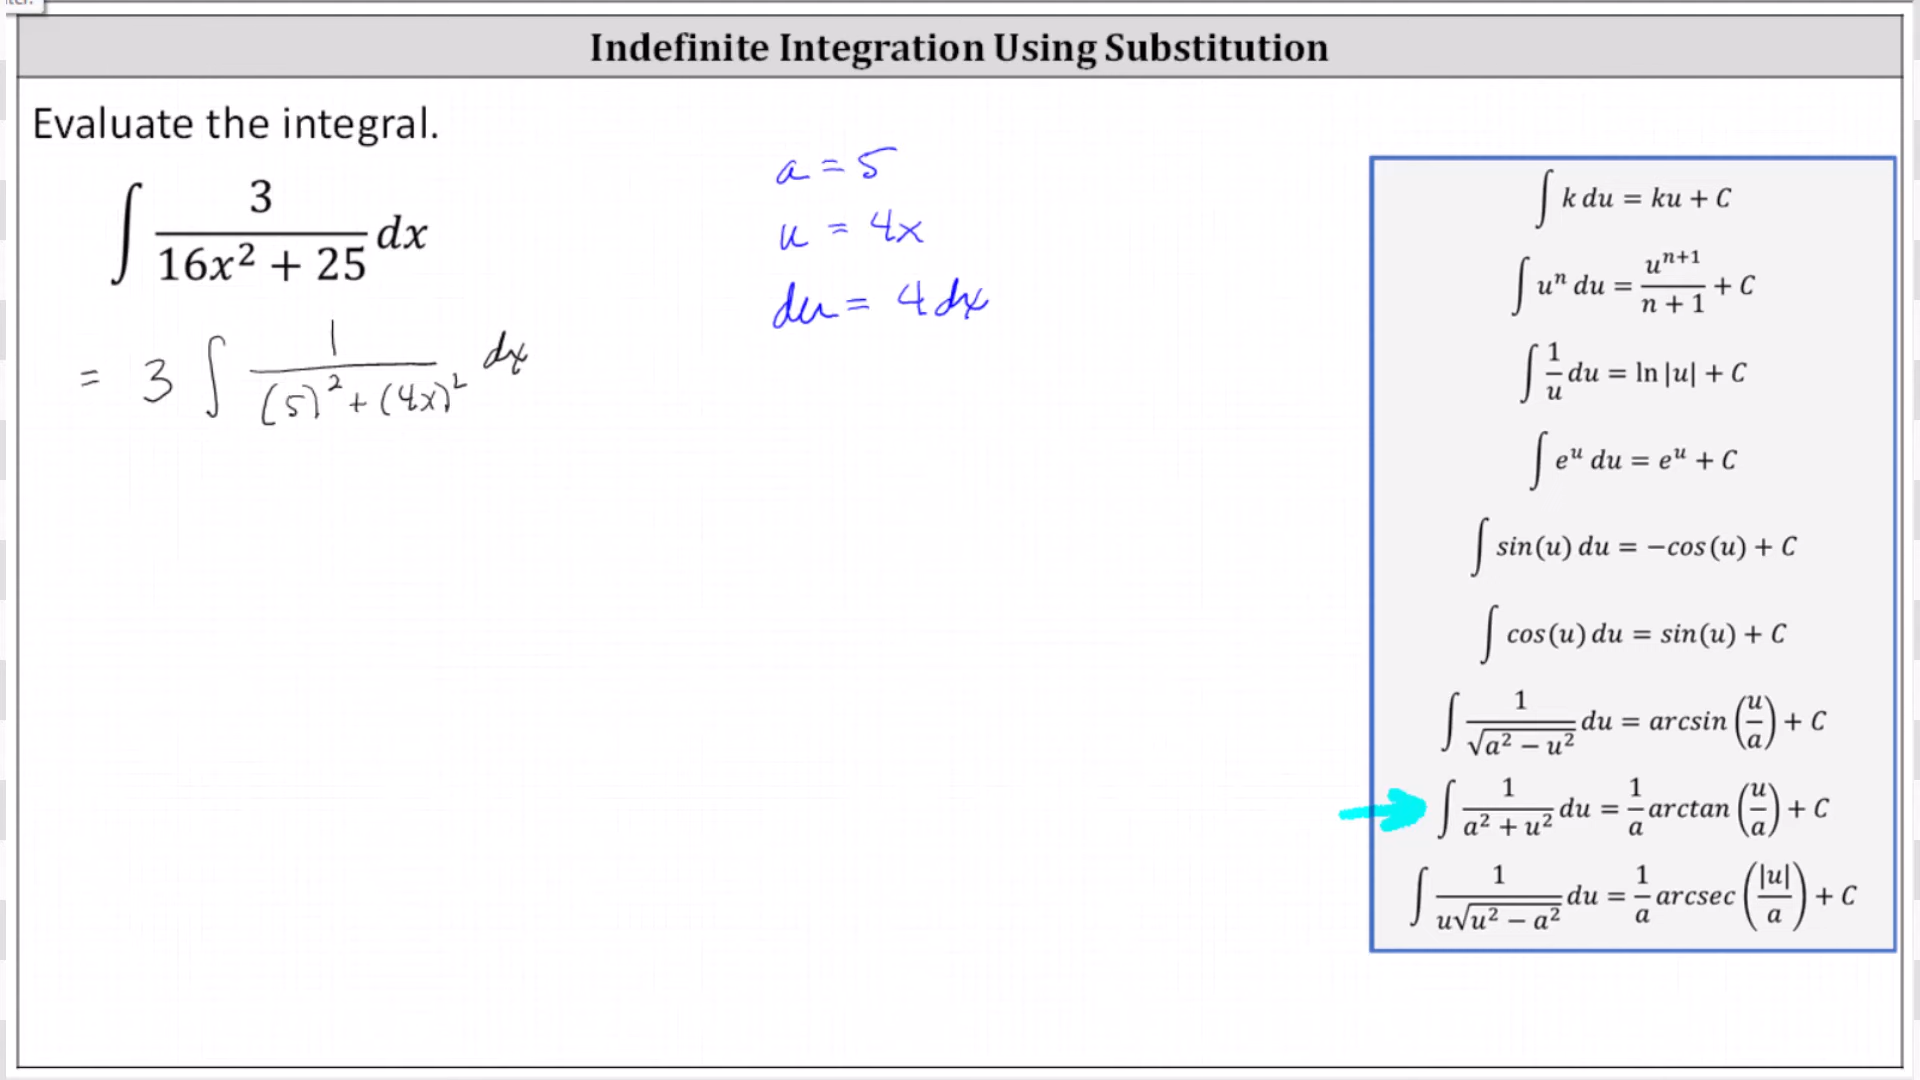 Indefinite Integration Using Substitution
Evaluate the integral.
∫ 3/(16x² + 25) dx
= 3 ∫ 1/((5)² + (4x)²) dx
a = 5
u = 4x
du = 4dx
∫ k du = ku + C
∫ uⁿ du = uⁿ⁺¹/(n + 1) + C
∫ 1/u du = ln|u| + C
∫ eᵘ du = eᵘ + C
∫ sin(u) du = −cos(u) + C
∫ cos(u) du = sin(u) + C
∫ 1/√(a² − u²) du = arcsin (u/a) + C
∫ 1/(a² + u²) du = 1/a arctan (u/a) + C
∫ 1/(u√(u² − a²)) du = 1/a arcsec (|u|/a) + C